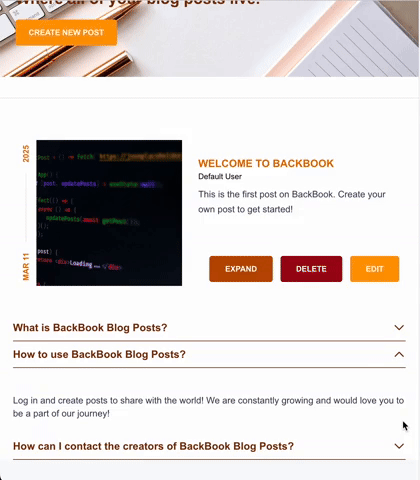 Where all of your blog posts live!
CREATE NEW POST
2025
MAR 11
WELCOME TO BACKBOOK
Default User
This is the first post on BackBook. Create your
own post to get started!
EXPAND
DELETE
EDIT
What is BackBook Blog Posts?
How to use BackBook Blog Posts?
Log in and create posts to share with the world! We are constantly growing and would love you to
be a part of our journey!
How can I contact the creators of BackBook Blog Posts?